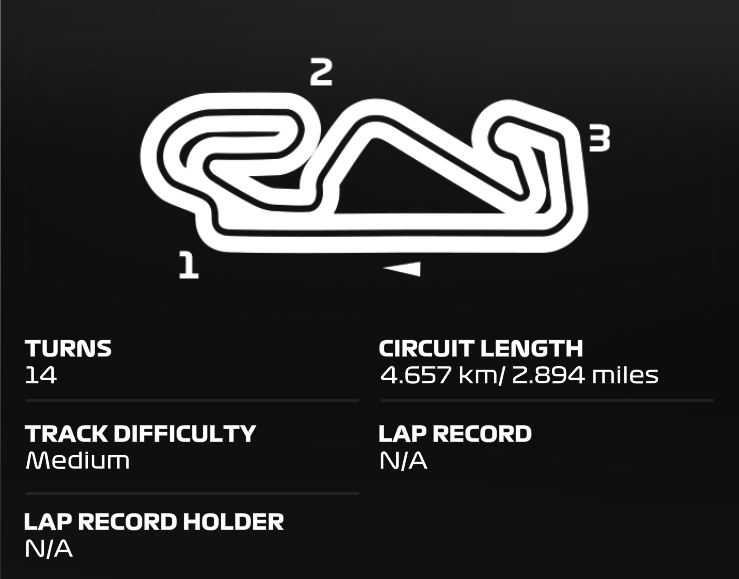 2
3
1
TURNS
14
CIRCUIT LENGTH
4.657 km/ 2.894 miles
TRACK DIFFICULTY
Medium
LAP RECORD
N/A
LAP RECORD HOLDER
N/A